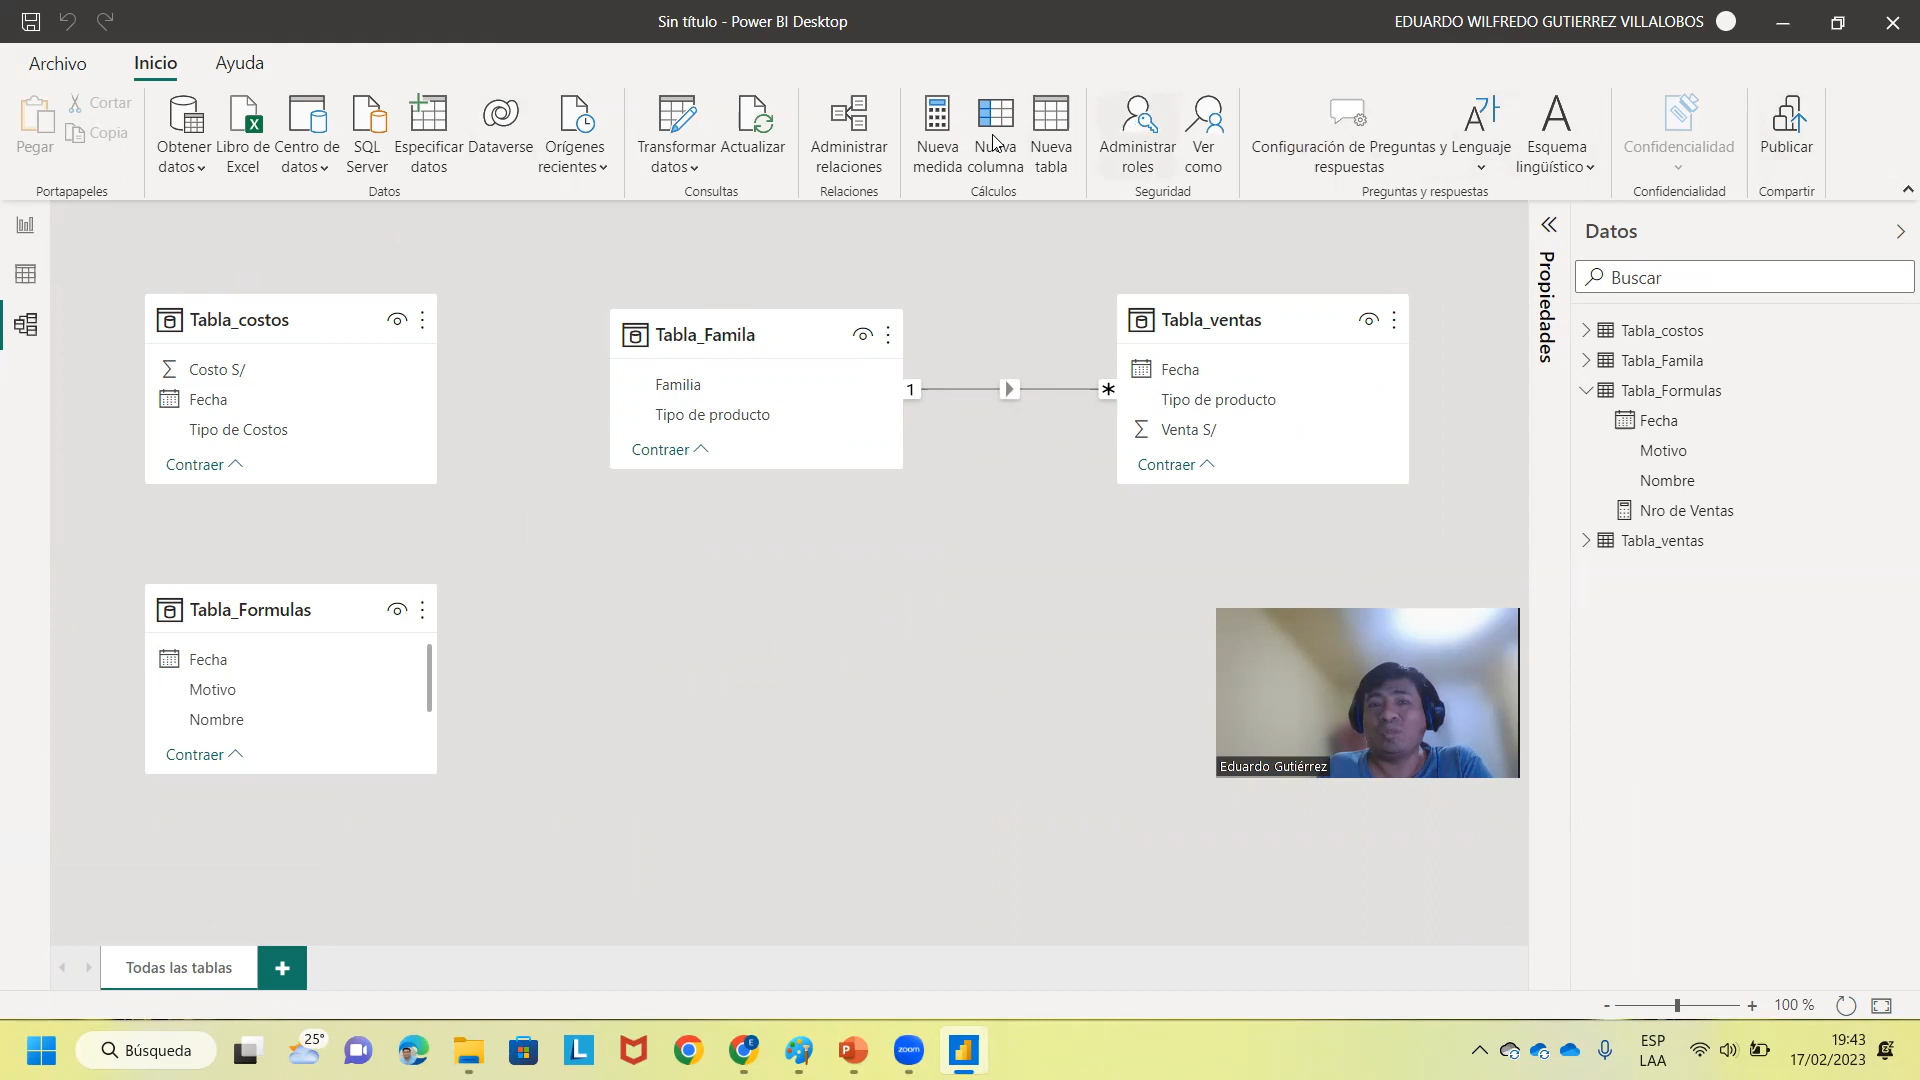 Sin título - Power BI Desktop
EDUARDO WILFREDO GUTIERREZ VILLALOBOS
Archivo
Inicio
Ayuda
Pegar
Cortar
Copia
Portapapeles
Obtener datos
Libro de Excel
Centro de datos
SQL Server
Especificar datos
Dataverse
Orígenes recientes
Datos
Transformar datos
Actualizar
Consultas
Administrar relaciones
Relaciones
Nueva medida
Nueva columna
Nueva tabla
Cálculos
Administrar roles
Ver como
Seguridad
Configuración de Preguntas y respuestas
Lenguaje
Esquema lingüístico
Preguntas y respuestas
Confidencialidad
Confidencialidad
Publicar
Compartir
Tabla_costos
Costo S/
Fecha
Tipo de Costos
Contraer
Tabla_Famila
Familia
Tipo de producto
Contraer
1
*
Tabla_ventas
Fecha
Tipo de producto
Venta S/
Contraer
Tabla_Formulas
Fecha
Motivo
Nombre
Contraer
Eduardo Gutiérrez
Propiedades
Datos
Buscar
Tabla_costos
Tabla_Famila
Tabla_Formulas
Fecha
Motivo
Nombre
Nro de Ventas
Tabla_ventas
Todas las tablas
+
- + 100 %
Búsqueda
25°
zoom
ESP
LAA
19:43
17/02/2023